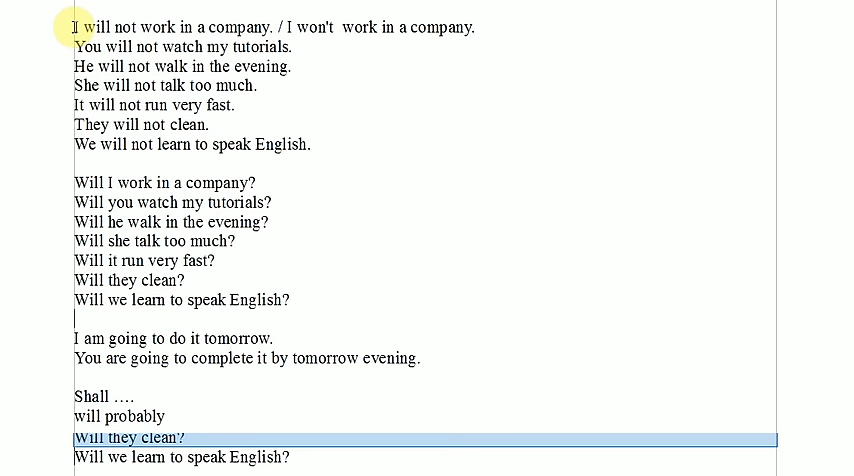 I will not work in a company. / I won't  work in a company.
You will not watch my tutorials.
He will not walk in the evening.
She will not talk too much.
It will not run very fast.
They will not clean.
We will not learn to speak English.
Will I work in a company?
Will you watch my tutorials?
Will he walk in the evening?
Will she talk too much?
Will it run very fast?
Will they clean?
Will we learn to speak English?
I am going to do it tomorrow.
You are going to complete it by tomorrow evening.
Shall ….
will probably
Will they clean?
Will we learn to speak English?